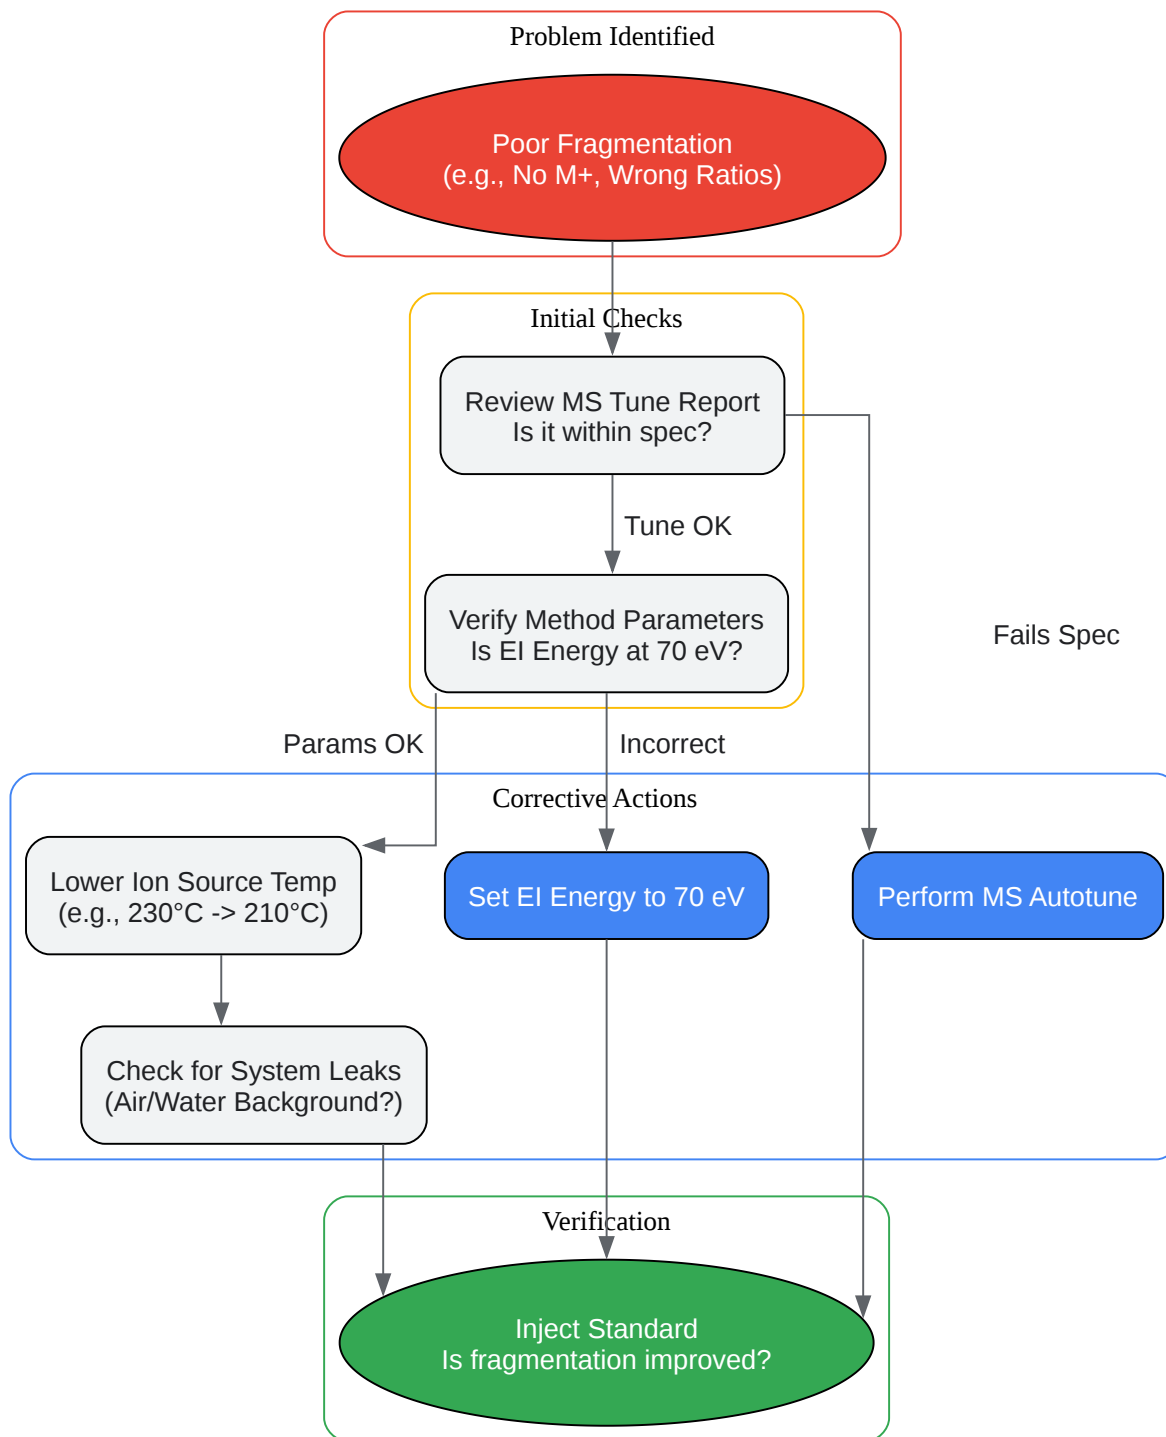 Problem Identified
Poor Fragmentation
(e.g., No M+, Wrong Ratios)
Initial Checks
Review MS Tune Report
Is it within spec?
Tune OK
Verify Method Parameters
Is EI Energy at 70 eV?
Fails Spec
Params OK
Incorrect
Corrective Actions
Lower Ion Source Temp
(e.g., 230°C -> 210°C)
Set EI Energy to 70 eV
Perform MS Autotune
Check for System Leaks
(Air/Water Background?)
Verification
Inject Standard
Is fragmentation improved?